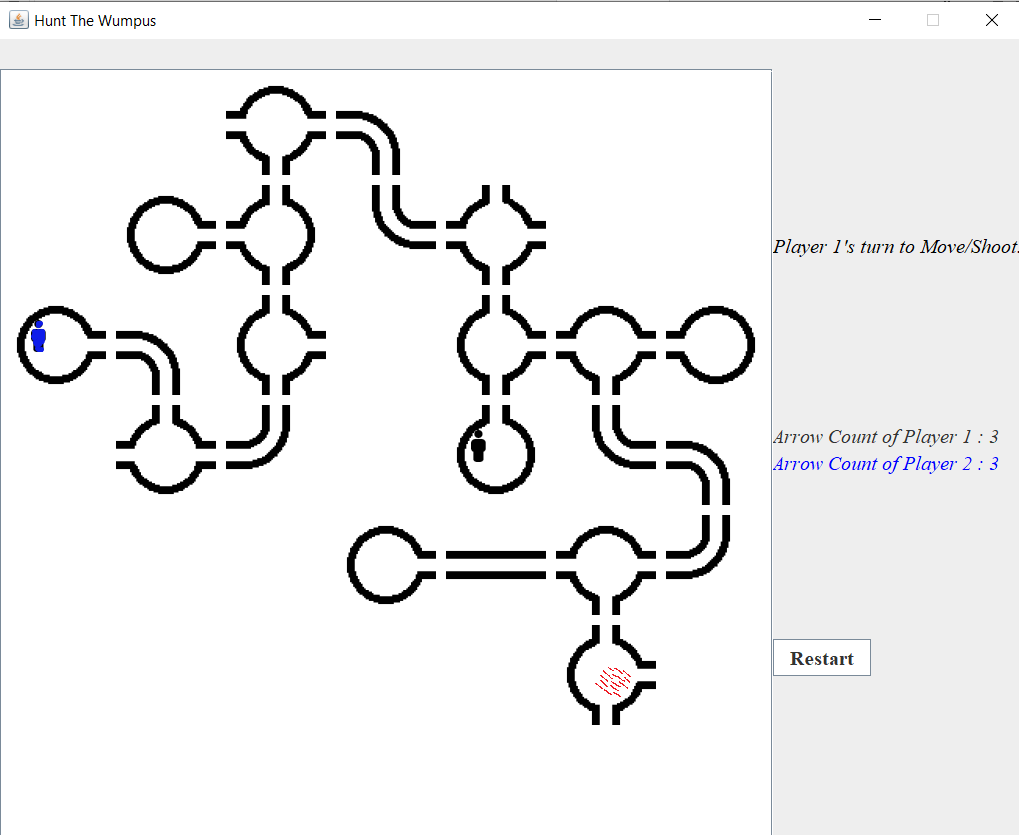 Hunt The Wumpus
Player 1's turn to Move/Shoot.
Arrow Count of Player 1 : 3
Arrow Count of Player 2 : 3
Restart